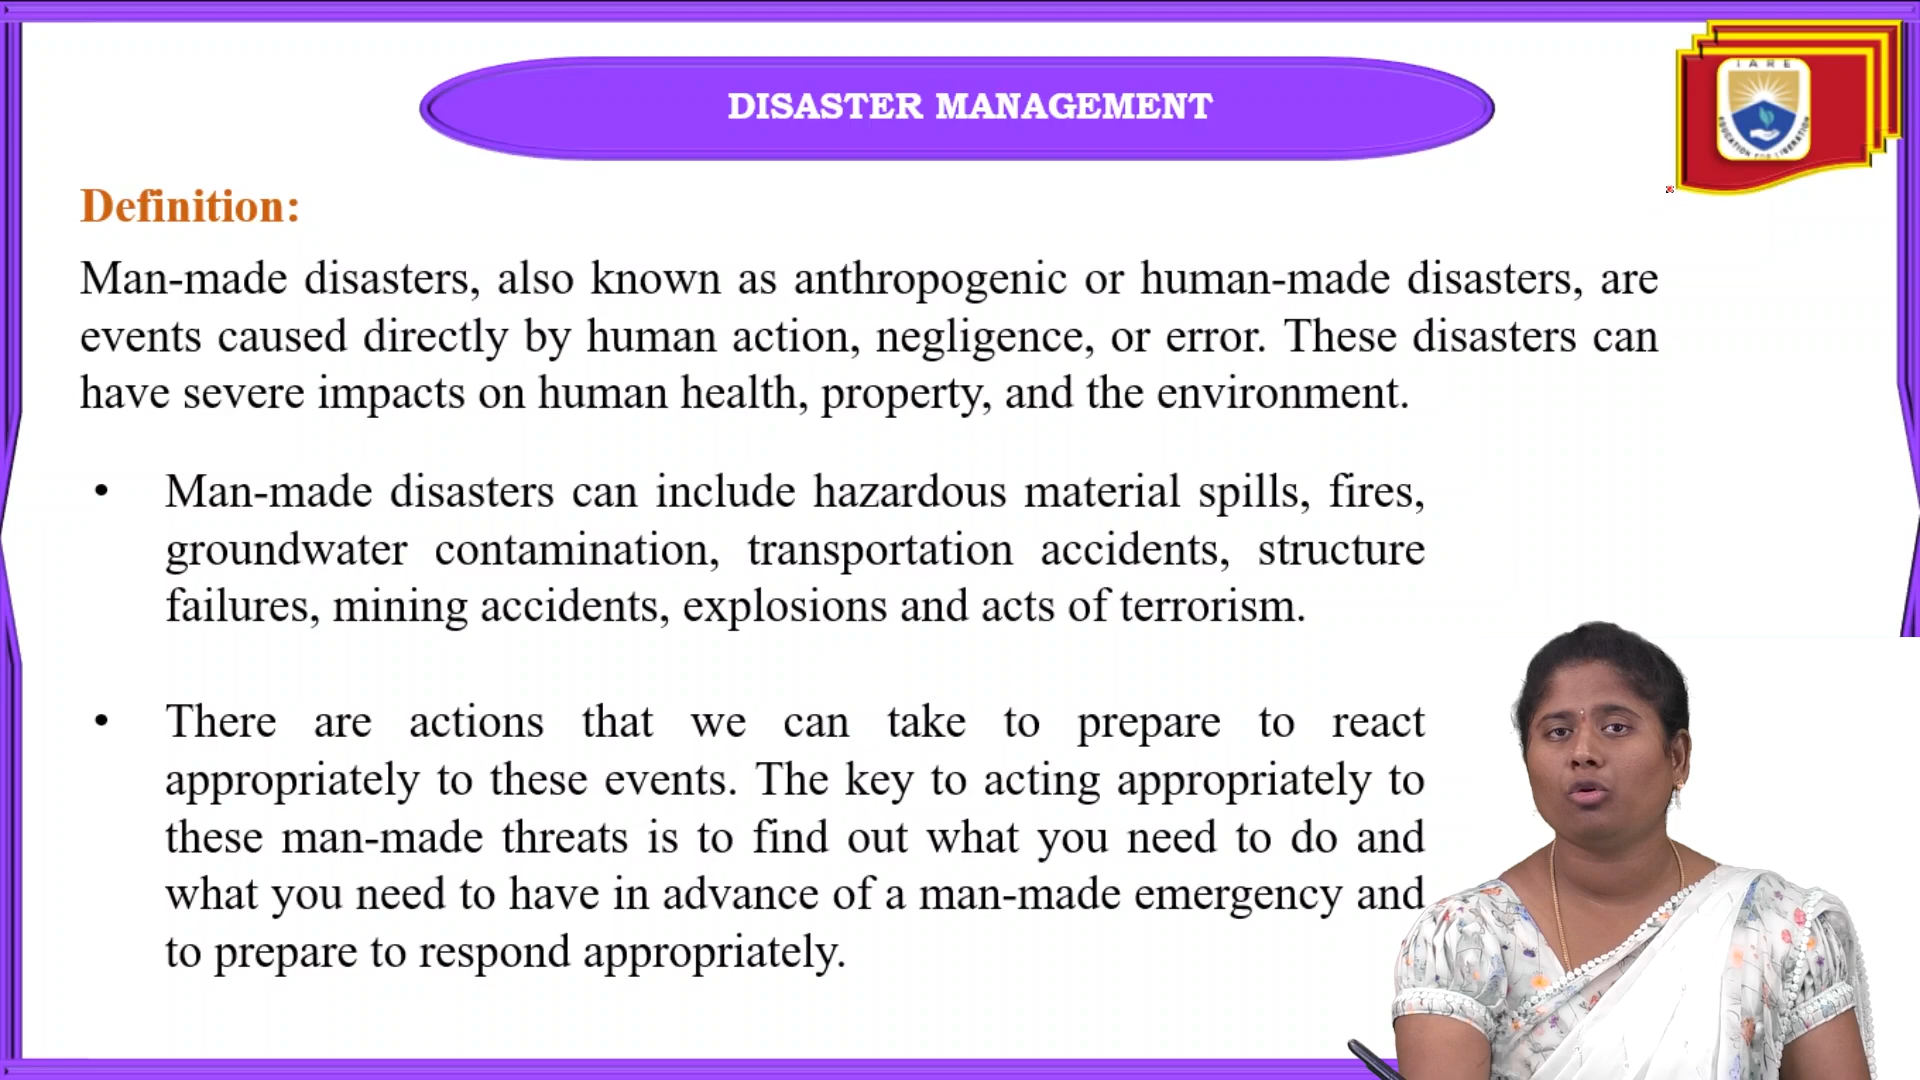 IARE
EDUCATION FOR LIBERATION
DISASTER MANAGEMENT
Definition:
Man-made disasters, also known as anthropogenic or human-made disasters, are
events caused directly by human action, negligence, or error. These disasters can
have severe impacts on human health, property, and the environment.
• Man-made disasters can include hazardous material spills, fires,
groundwater contamination, transportation accidents, structure
failures, mining accidents, explosions and acts of terrorism.
• There are actions that we can take to prepare to react
appropriately to these events. The key to acting appropriately to
these man-made threats is to find out what you need to do and
what you need to have in advance of a man-made emergency and
to prepare to respond appropriately.